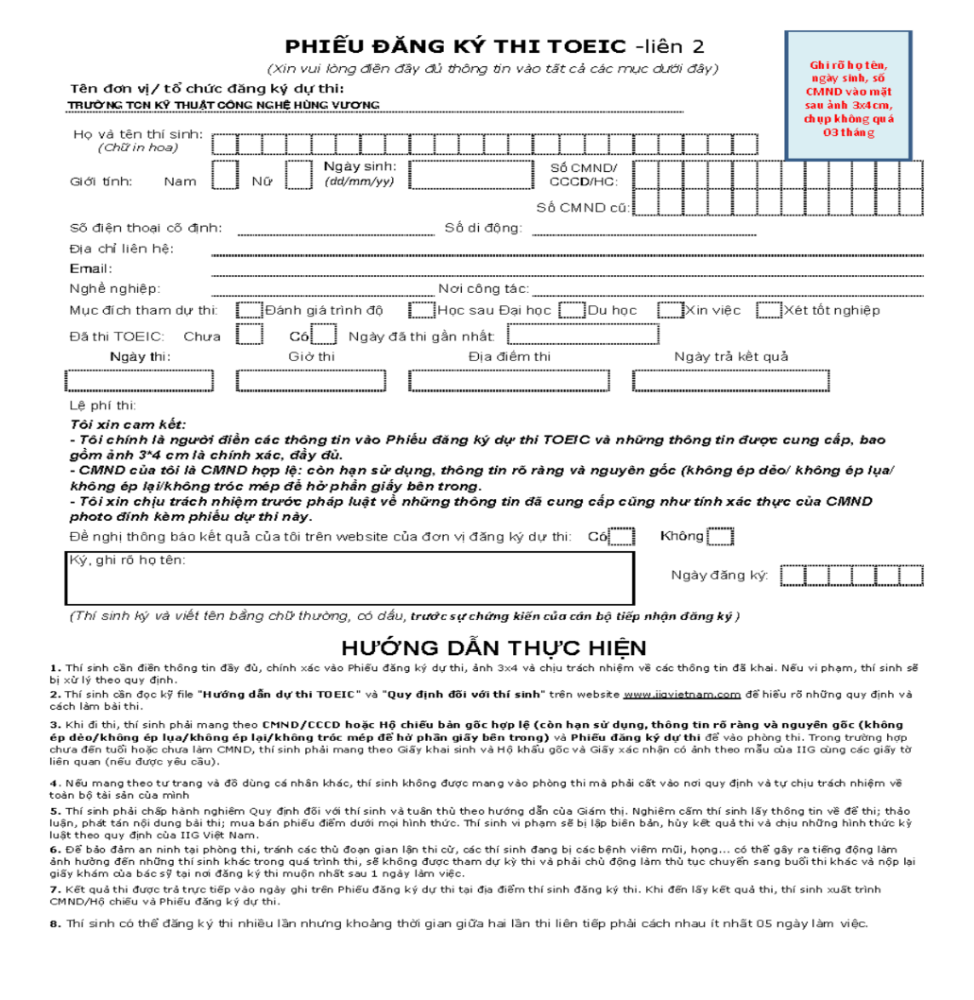 PHIẾU ĐĂNG KÝ THI TOEIC -liên 2
(Xin vui lòng điền đầy đủ thông tin vào tất cả các mục dưới đây)
Ghi rõ họ tên,
ngày sinh, số
CMND vào mặt
sau ảnh 3x4cm,
chụp không quá
03 tháng
Tên đơn vị/ tổ chức đăng ký dự thi:
TRƯỜNG TCN KỸ THUẬT CÔNG NGHỆ HÙNG VƯƠNG
Họ và tên thí sinh:
(Chữ in hoa)
Giới tính: Nam Nữ Ngày sinh: (dd/mm/yy) Số CMND/ CCCD/HC:
Số CMND cũ:
Số điện thoại cố định: Số di động:
Địa chỉ liên hệ:
Email:
Nghề nghiệp: Nơi công tác:
Mục đích tham dự thi: Đánh giá trình độ Học sau Đại học Du học Xin việc Xét tốt nghiệp
Đã thi TOEIC: Chưa Có Ngày đã thi gần nhất:
Ngày thi: Giờ thi Địa điểm thi Ngày trả kết quả
Lệ phí thi:
Tôi xin cam kết:
- Tôi chính là người điền các thông tin vào Phiếu đăng ký dự thi TOEIC và những thông tin được cung cấp, bao
gồm ảnh 3*4 cm là chính xác, đầy đủ.
- CMND của tôi là CMND hợp lệ: còn hạn sử dụng, thông tin rõ ràng và nguyên gốc (không ép dẻo/ không ép lụa/
không ép lại/không tróc mép để hở phần giấy bên trong.
- Tôi xin chịu trách nhiệm trước pháp luật về những thông tin đã cung cấp cũng như tính xác thực của CMND
photo đính kèm phiếu dự thi này.
Đề nghị thông báo kết quả của tôi trên website của đơn vị đăng ký dự thi: Có Không
Ký, ghi rõ họ tên:
Ngày đăng ký:
(Thí sinh ký và viết tên bằng chữ thường, có dấu, trước sự chứng kiến của cán bộ tiếp nhận đăng ký)
HƯỚNG DẪN THỰC HIỆN
1. Thí sinh cần điền thông tin đầy đủ, chính xác vào Phiếu đăng ký dự thi, ảnh 3x4 và chịu trách nhiệm về các thông tin đã khai. Nếu vi phạm, thí sinh sẽ
bị xử lý theo quy định.
2. Thí sinh cần đọc kỹ file "Hướng dẫn dự thi TOEIC" và "Quy định đối với thí sinh" trên website www.iigvietnam.com để hiểu rõ những quy định và
cách làm bài thi.
3. Khi đi thi, thí sinh phải mang theo CMND/CCCD hoặc Hộ chiếu bản gốc hợp lệ (còn hạn sử dụng, thông tin rõ ràng và nguyên gốc (không
ép dẻo/không ép lụa/không ép lại/không tróc mép để hở phần giấy bên trong) và Phiếu đăng ký dự thi để vào phòng thi. Trong trường hợp
chưa đến tuổi hoặc chưa làm CMND, thí sinh phải mang theo Giấy khai sinh và Hộ khẩu gốc và Giấy xác nhận có ảnh theo mẫu của IIG cùng các giấy tờ
liên quan (nếu được yêu cầu).
4. Nếu mang theo tư trang và đồ dùng cá nhân khác, thí sinh không được mang vào phòng thi mà phải cất vào nơi quy định và tự chịu trách nhiệm về
toàn bộ tài sản của mình
5. Thí sinh phải chấp hành nghiêm Quy định đối với thí sinh và tuân thủ theo hướng dẫn của Giám thị. Nghiêm cấm thí sinh lấy thông tin về đề thi; thảo
luận, phát tán nội dung bài thi; mua bán phiếu điểm dưới mọi hình thức. Thí sinh vi phạm sẽ bị lập biên bản, hủy kết quả thi và chịu những hình thức kỷ
luật theo quy định của IIG Việt Nam.
6. Để bảo đảm an ninh tại phòng thi, tránh các thủ đoạn gian lận thi cử, các thí sinh đang bị các bệnh viêm mũi, họng... có thể gây ra tiếng động làm
ảnh hưởng đến những thí sinh khác trong quá trình thi, sẽ không được tham dự kỳ thi và phải chủ động làm thủ tục chuyển sang buổi thi khác và nộp lại
giấy khám của bác sỹ tại nơi đăng ký thi muộn nhất sau 1 ngày làm việc.
7. Kết quả thi được trả trực tiếp vào ngày ghi trên Phiếu đăng ký dự thi tại địa điểm thí sinh đăng ký thi. Khi đến lấy kết quả thi, thí sinh xuất trình
CMND/Hộ chiếu và Phiếu đăng ký dự thi.
8. Thí sinh có thể đăng ký thi nhiều lần nhưng khoảng thời gian giữa hai lần thi liên tiếp phải cách nhau ít nhất 05 ngày làm việc.